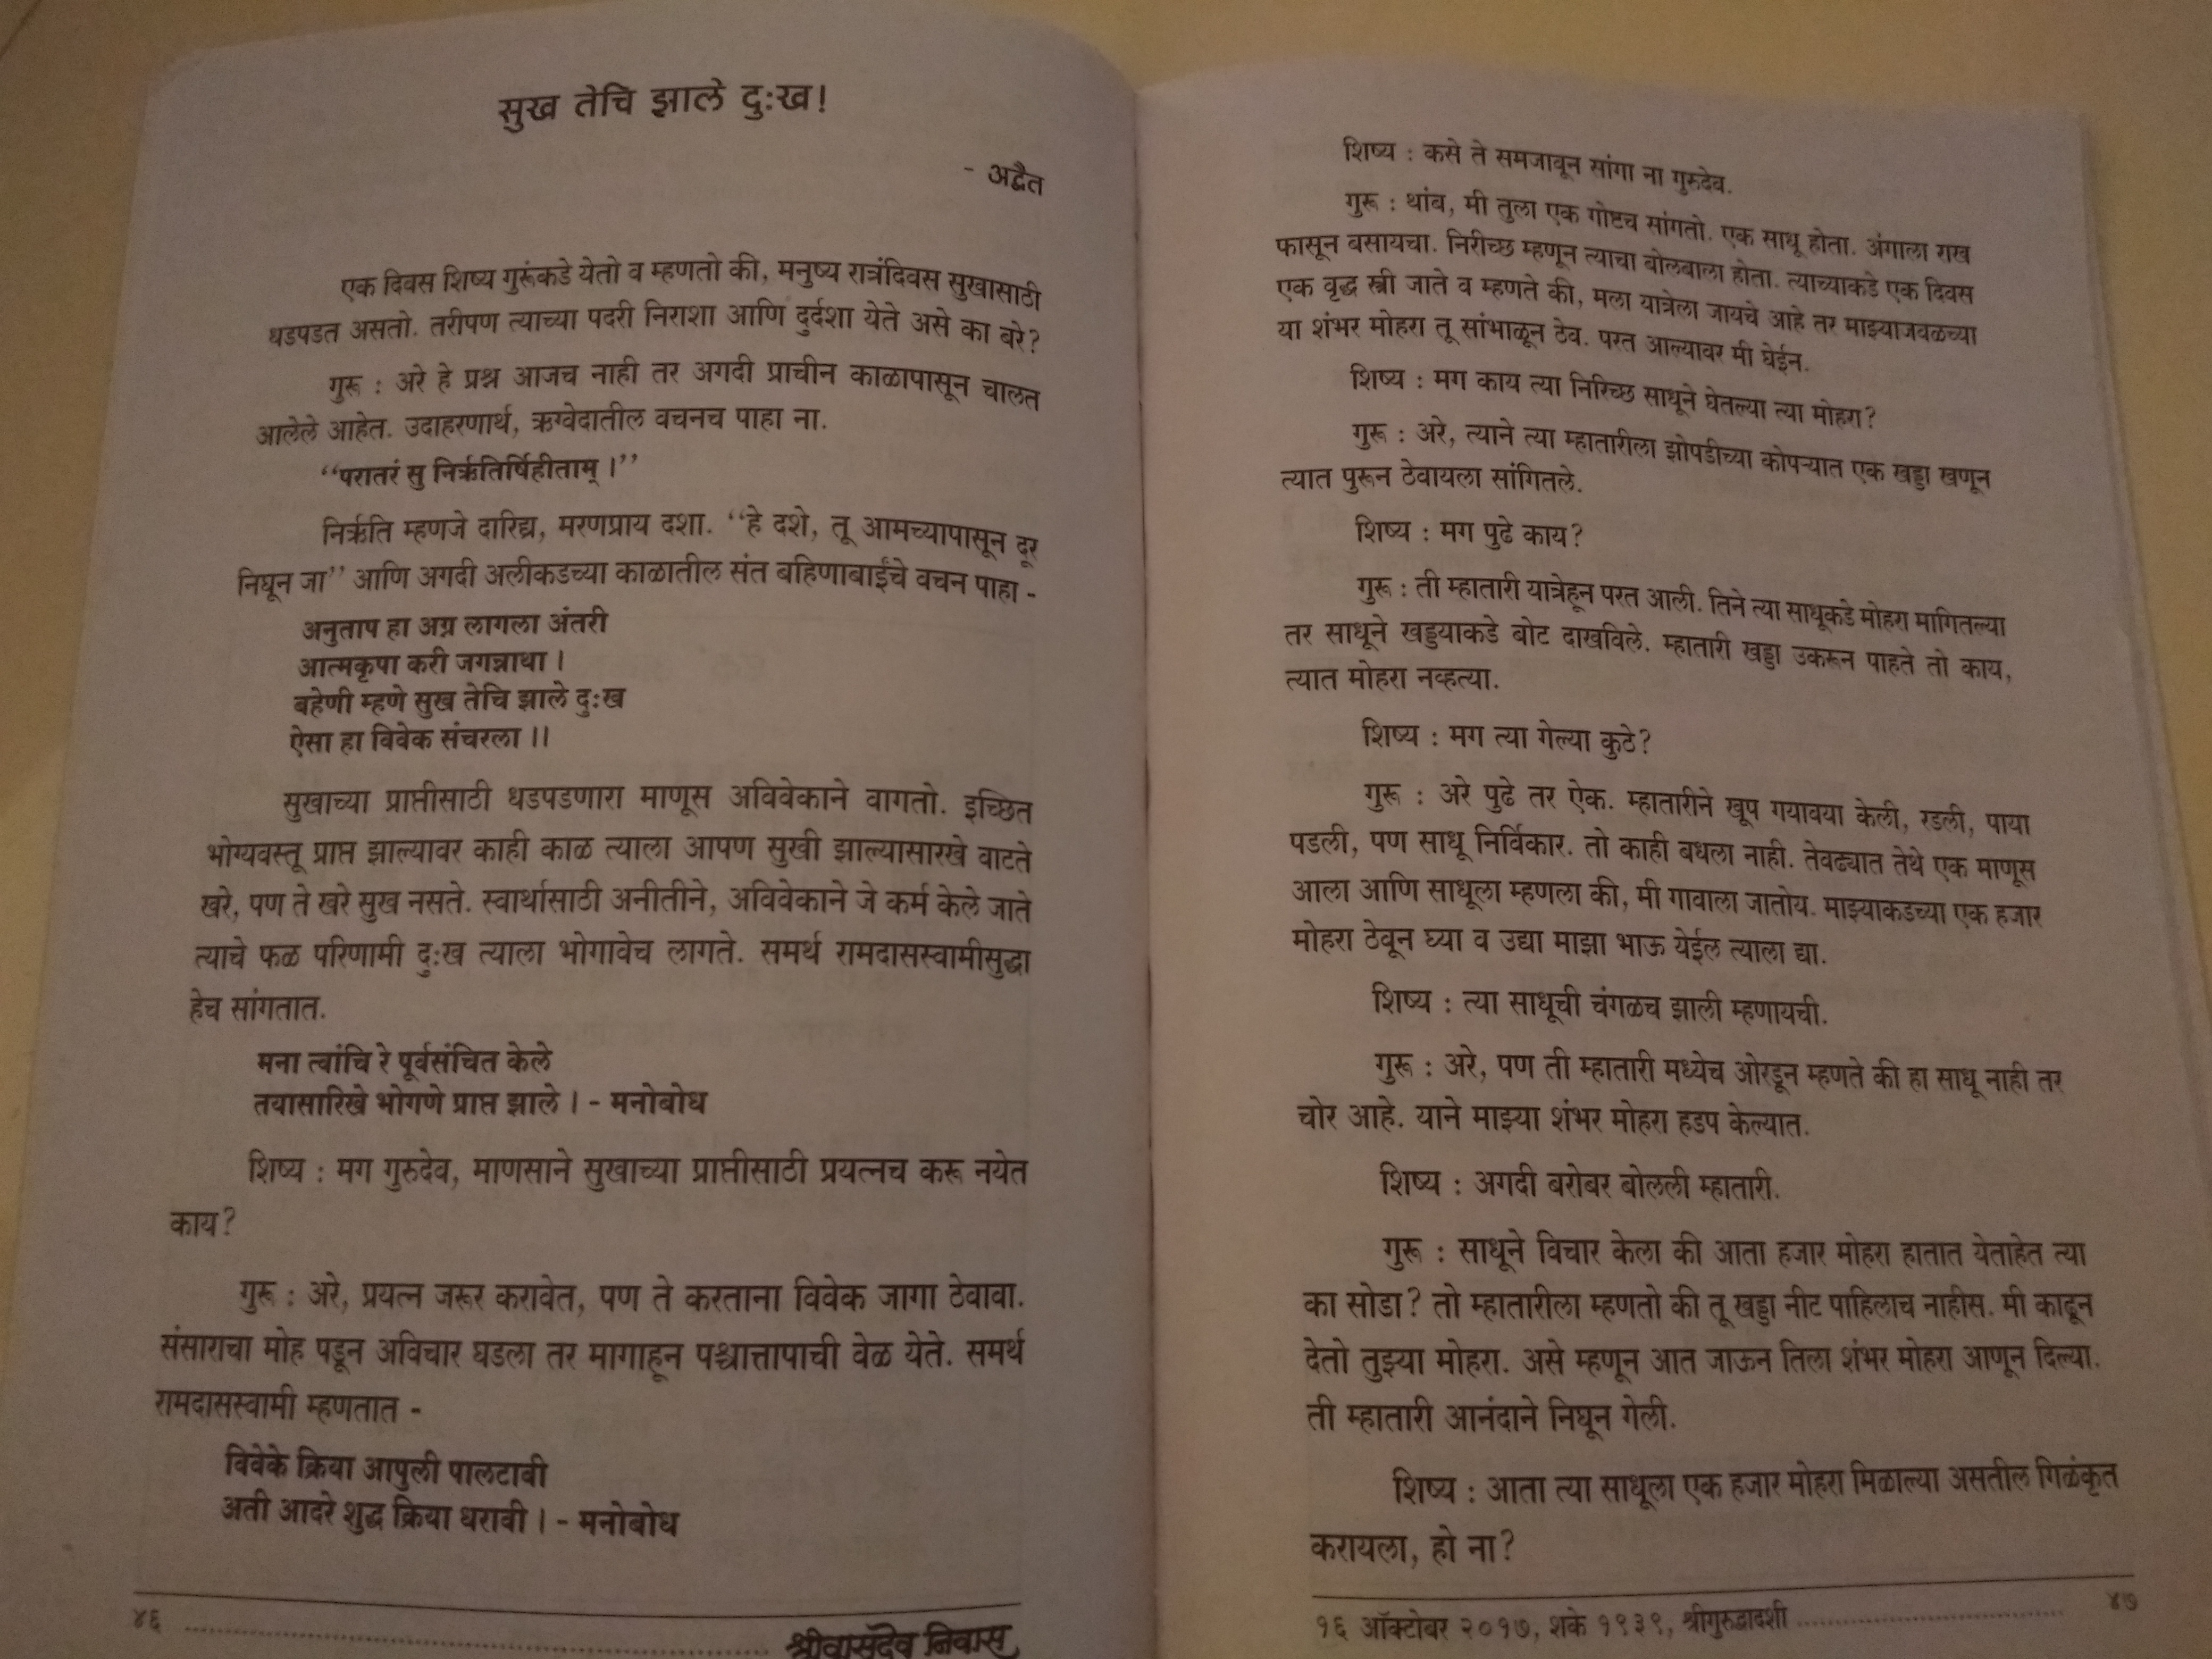 सुख तेचि झाले दुःख!
- अद्वैत
एक दिवस शिष्य गुरूंकडे येतो व म्हणतो की, मनुष्य रात्रंदिवस सुखासाठी
धडपडत असतो. तरीपण त्याच्या पदरी निराशा आणि दुर्दशा येते असे का बरे?
गुरू : अरे हे प्रश्न आजच नाही तर अगदी प्राचीन काळापासून चालत
आलेले आहेत. उदाहरणार्थ, ऋग्वेदातील वचनच पाहा ना.
“परातरं सु निर्ऋतिर्षिहीताम् ।”
निर्ऋति म्हणजे दारिद्य्र, मरणप्राय दशा. “हे दशे, तू आमच्यापासून दूर
निघून जा” आणि अगदी अलीकडच्या काळातील संत बहिणाबाईंचे वचन पाहा -
अनुताप हा अग्न लागला अंतरी
आत्मकृपा करी जगन्नाथा ।
बहेणी म्हणे सुख तेचि झाले दुःख
ऐसा हा विवेक संचरला ।।
सुखाच्या प्राप्तीसाठी धडपडणारा माणूस अविवेकाने वागतो. इच्छित
भोग्यवस्तू प्राप्त झाल्यावर काही काळ त्याला आपण सुखी झाल्यासारखे वाटते
खरे, पण ते खरे सुख नसते. स्वार्थासाठी अनीतीने, अविवेकाने जे कर्म केले जाते
त्याचे फळ परिणामी दुःख त्याला भोगावेच लागते. समर्थ रामदासस्वामीसुद्धा
हेच सांगतात.
मना त्वांचि रे पूर्वसंचित केले
तयासारिखे भोगणे प्राप्त झाले । - मनोबोध
शिष्य : मग गुरुदेव, माणसाने सुखाच्या प्राप्तीसाठी प्रयत्नच करू नयेत
काय?
गुरू : अरे, प्रयत्न जरूर करावेत, पण ते करताना विवेक जागा ठेवावा.
संसाराचा मोह पडून अविचार घडला तर मागाहून पश्चात्तापाची वेळ येते. समर्थ
रामदासस्वामी म्हणतात -
विवेके क्रिया आपुली पालटावी
अती आदरे शुद्ध क्रिया धरावी । - मनोबोध
४६ श्रीवासुदेव निवास
शिष्य : कसे ते समजावून सांगा ना गुरुदेव.
गुरू : थांब, मी तुला एक गोष्टच सांगतो. एक साधू होता. अंगाला राख
फासून बसायचा. निरीच्छ म्हणून त्याचा बोलबाला होता. त्याच्याकडे एक दिवस
एक वृद्ध स्त्री जाते व म्हणते की, मला यात्रेला जायचे आहे तर माझ्याजवळच्या
या शंभर मोहरा तू सांभाळून ठेव. परत आल्यावर मी घेईन.
शिष्य : मग काय त्या निरिच्छ साधूने घेतल्या त्या मोहरा?
गुरू : अरे, त्याने त्या म्हातारीला झोपडीच्या कोपऱ्यात एक खड्डा खणून
त्यात पुरून ठेवायला सांगितले.
शिष्य : मग पुढे काय?
गुरू : ती म्हातारी यात्रेहून परत आली. तिने त्या साधूकडे मोहरा मागितल्या
तर साधूने खड्ड्याकडे बोट दाखविले. म्हातारी खड्डा उकरून पाहते तो काय,
त्यात मोहरा नव्हत्या.
शिष्य : मग त्या गेल्या कुठे?
गुरू : अरे पुढे तर ऐक. म्हातारीने खूप गयावया केली, रडली, पाया
पडली, पण साधू निर्विकार. तो काही बधला नाही. तेवढ्यात तेथे एक माणूस
आला आणि साधूला म्हणला की, मी गावाला जातोय. माझ्याकडच्या एक हजार
मोहरा ठेवून घ्या व उद्या माझा भाऊ येईल त्याला द्या.
शिष्य : त्या साधूची चंगळच झाली म्हणायची.
गुरू : अरे, पण ती म्हातारी मध्येच ओरडून म्हणते की हा साधू नाही तर
चोर आहे. याने माझ्या शंभर मोहरा हडप केल्यात.
शिष्य : अगदी बरोबर बोलली म्हातारी.
गुरू : साधूने विचार केला की आता हजार मोहरा हातात येताहेत त्या
का सोडा? तो म्हातारीला म्हणतो की तू खड्डा नीट पाहिलाच नाहीस. मी काढून
देतो तुझ्या मोहरा. असे म्हणून आत जाऊन तिला शंभर मोहरा आणून दिल्या.
ती म्हातारी आनंदाने निघून गेली.
शिष्य : आता त्या साधूला एक हजार मोहरा मिळाल्या असतील गिळंकृत
करायला, हो ना?
१६ ऑक्टोबर २०१७, शके १९३९, श्रीगुरुद्वादशी ४७